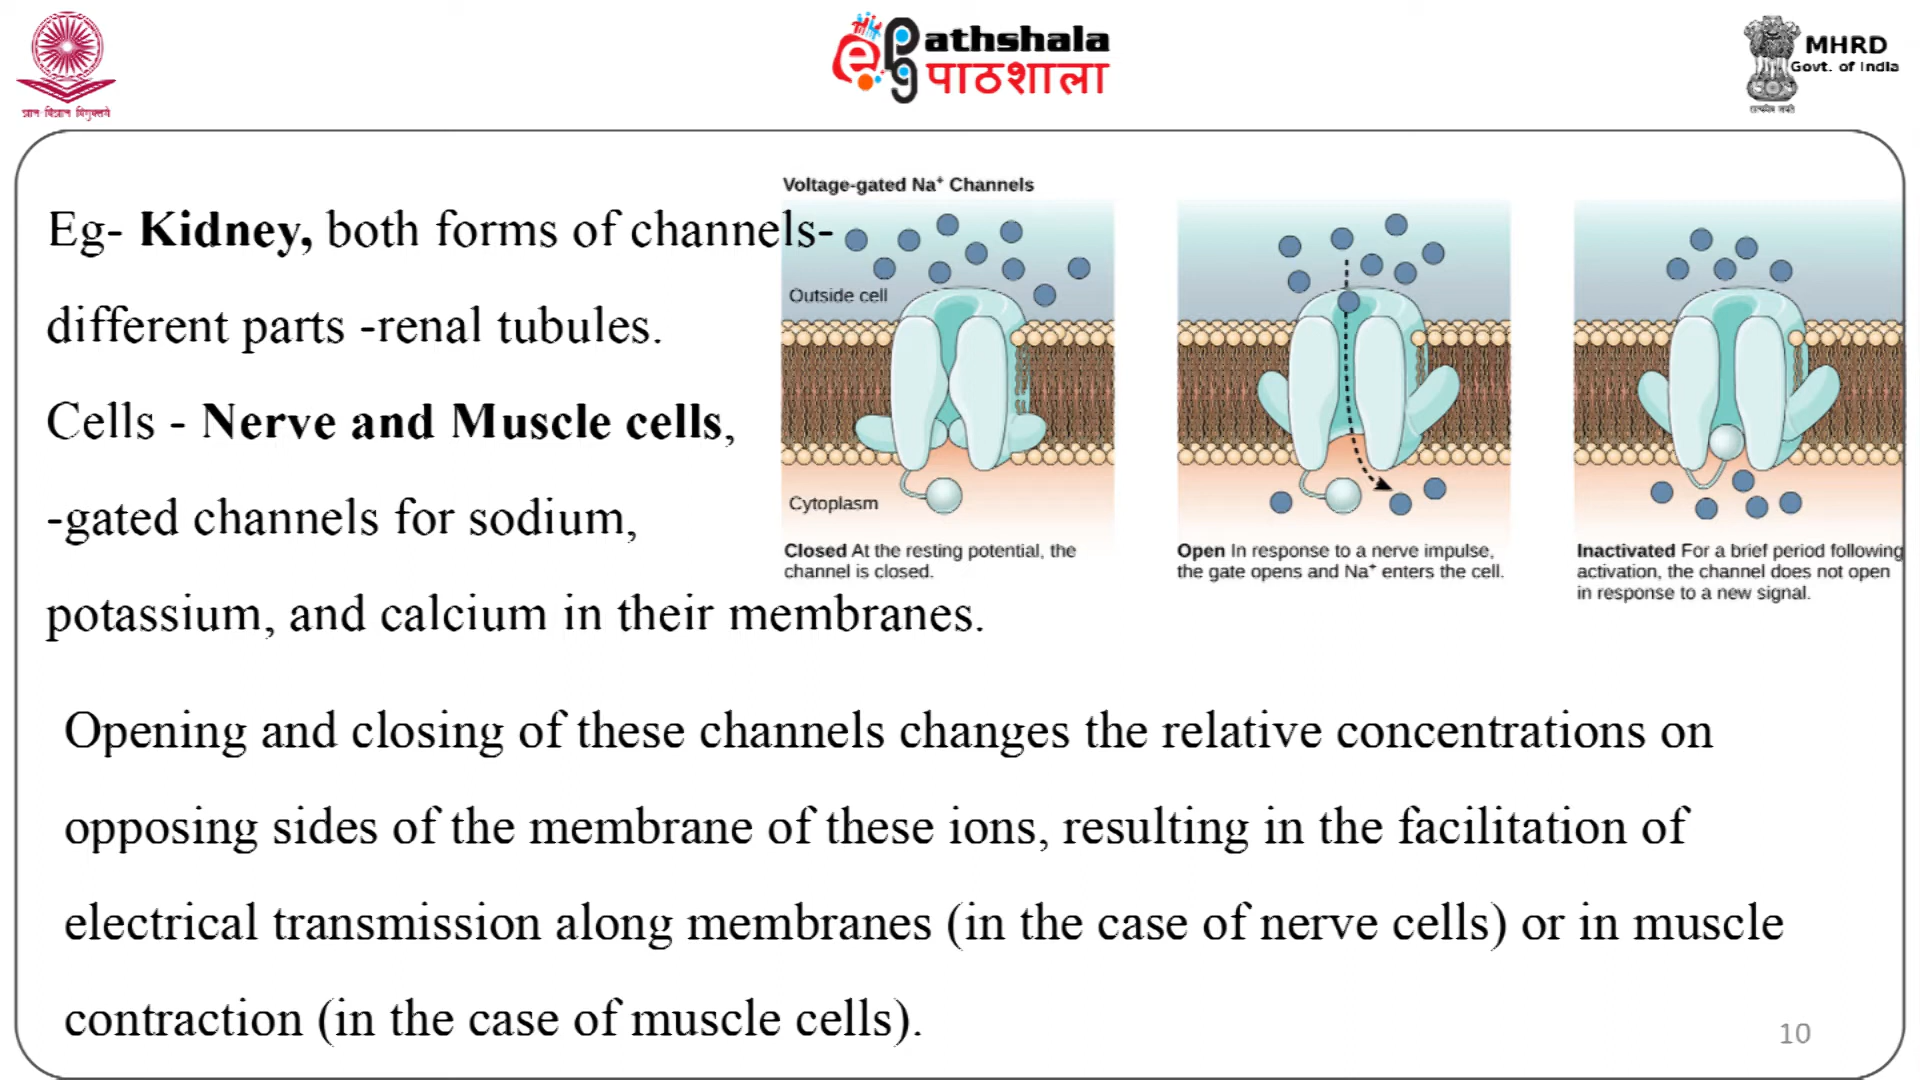 ज्ञान-विज्ञान विमुक्तये
ePG Pathshala
पाठशाला
MHRD
Govt. of India
सत्यमेव जयते
Voltage-gated Na⁺ Channels
Eg- Kidney, both forms of channels-
different parts -renal tubules.
Cells - Nerve and Muscle cells,
-gated channels for sodium,
potassium, and calcium in their membranes.
Outside cell
Cytoplasm
Closed At the resting potential, the
channel is closed.
Open In response to a nerve impulse,
the gate opens and Na⁺ enters the cell.
Inactivated For a brief period following
activation, the channel does not open
in response to a new signal.
Opening and closing of these channels changes the relative concentrations on
opposing sides of the membrane of these ions, resulting in the facilitation of
electrical transmission along membranes (in the case of nerve cells) or in muscle
contraction (in the case of muscle cells).
10